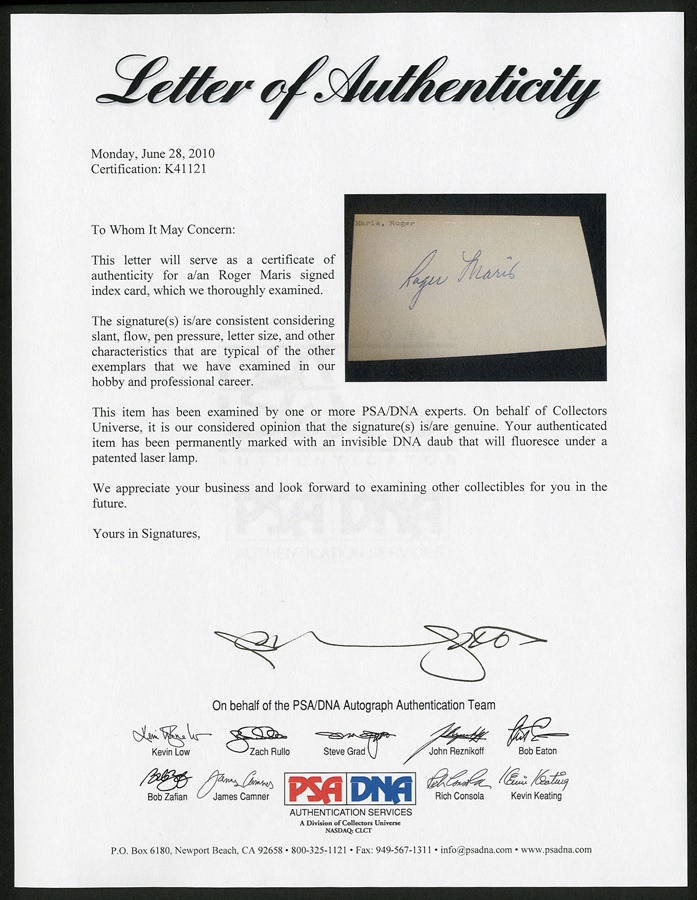 Letter of Authenticity
Monday, June 28, 2010
Certification: K41121
To Whom It May Concern:
This letter will serve as a certificate of
authenticity for a/an Roger Maris signed
index card, which we thoroughly examined.
Maris, Roger
Roger Maris
The signature(s) is/are consistent considering
slant, flow, pen pressure, letter size, and other
characteristics that are typical of the other
exemplars that we have examined in our
hobby and professional career.
This item has been examined by one or more PSA/DNA experts. On behalf of Collectors
Universe, it is our considered opinion that the signature(s) is/are genuine. Your authenticated
item has been permanently marked with an invisible DNA daub that will fluoresce under a
patented laser lamp.
We appreciate your business and look forward to examining other collectibles for you in the
future.
Yours in Signatures,
On behalf of the PSA/DNA Autograph Authentication Team
Kevin Low Zach Rullo Steve Grad John Reznikoff Bob Eaton
Bob Zafian James Camner Rich Consola Kevin Keating
PSA DNA
AUTHENTICATION SERVICES
A Division of Collectors Universe
NASDAQ: CLCT
P.O. Box 6180, Newport Beach, CA 92658 • 800-325-1121 • Fax: 949-567-1311 • info@psadna.com • www.psadna.com